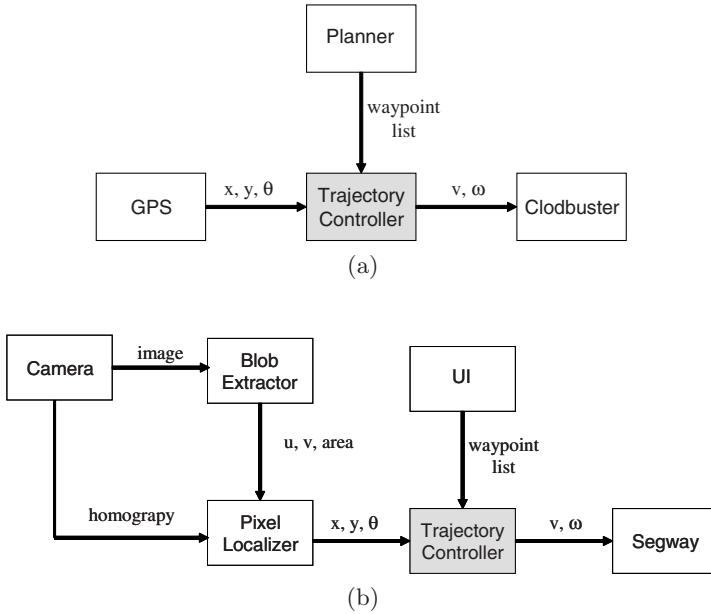 Planner
waypoint
list
GPS
x, y, θ
Trajectory
Controller
v, ω
Clodbuster
(a)
Camera
image
Blob
Extractor
UI
u, v, area
waypoint
list
homograpy
Pixel
Localizer
x, y, θ
Trajectory
Controller
v, ω
Segway
(b)